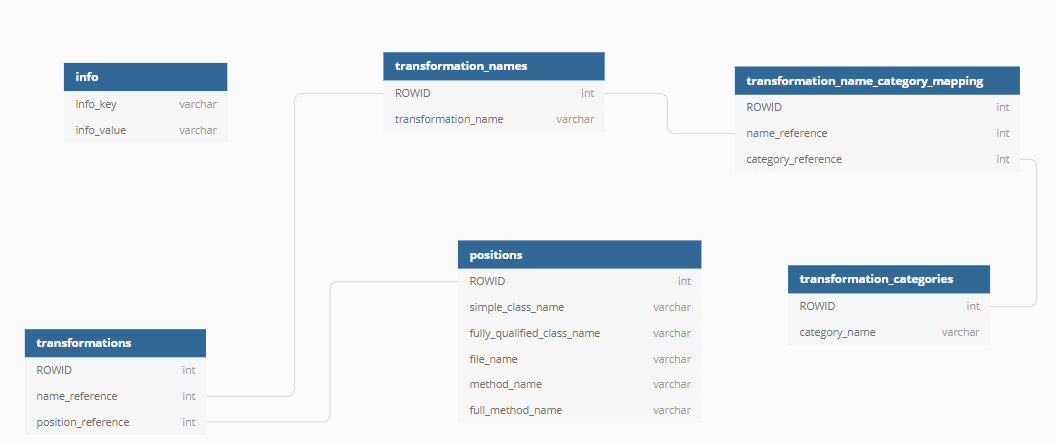 info
info_key varchar
info_value varchar
transformation_names
ROWID int
transformation_name varchar
transformation_name_category_mapping
ROWID int
name_reference int
category_reference int
positions
ROWID int
simple_class_name varchar
fully_qualified_class_name varchar
file_name varchar
method_name varchar
full_method_name varchar
transformation_categories
ROWID int
category_name varchar
transformations
ROWID int
name_reference int
position_reference int